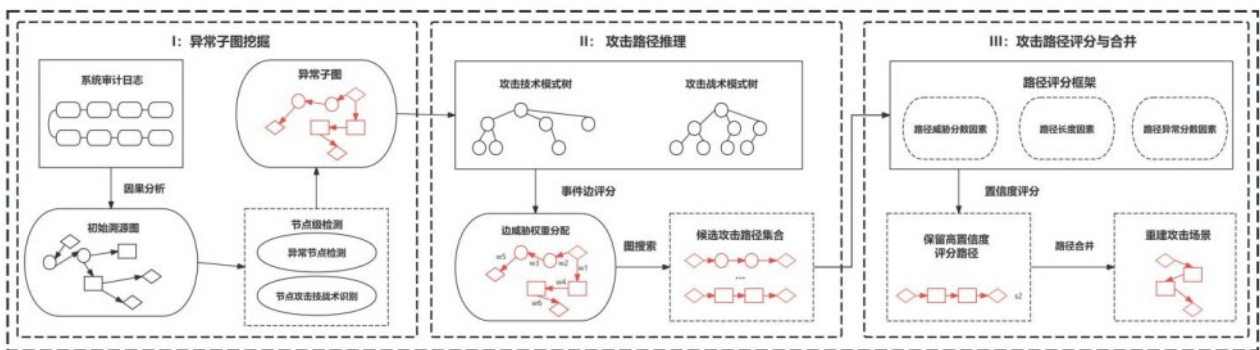 I：异常子图挖掘
系统审计日志
因果分析
初始溯源图
节点级检测
异常节点检测
节点攻击技战术识别
异常子图
II： 攻击路径推理
攻击技术模式树
攻击战术模式树
事件边评分
边威胁权重分配
w5
w3
w2
w1
w4
w6
图搜索
候选攻击路径集合
...
III：攻击路径评分与合并
路径评分框架
路径威胁分数因素
路径长度因素
路径异常分数因素
置信度评分
保留高置信度
评分路径
s2
路径合并
重建攻击场景